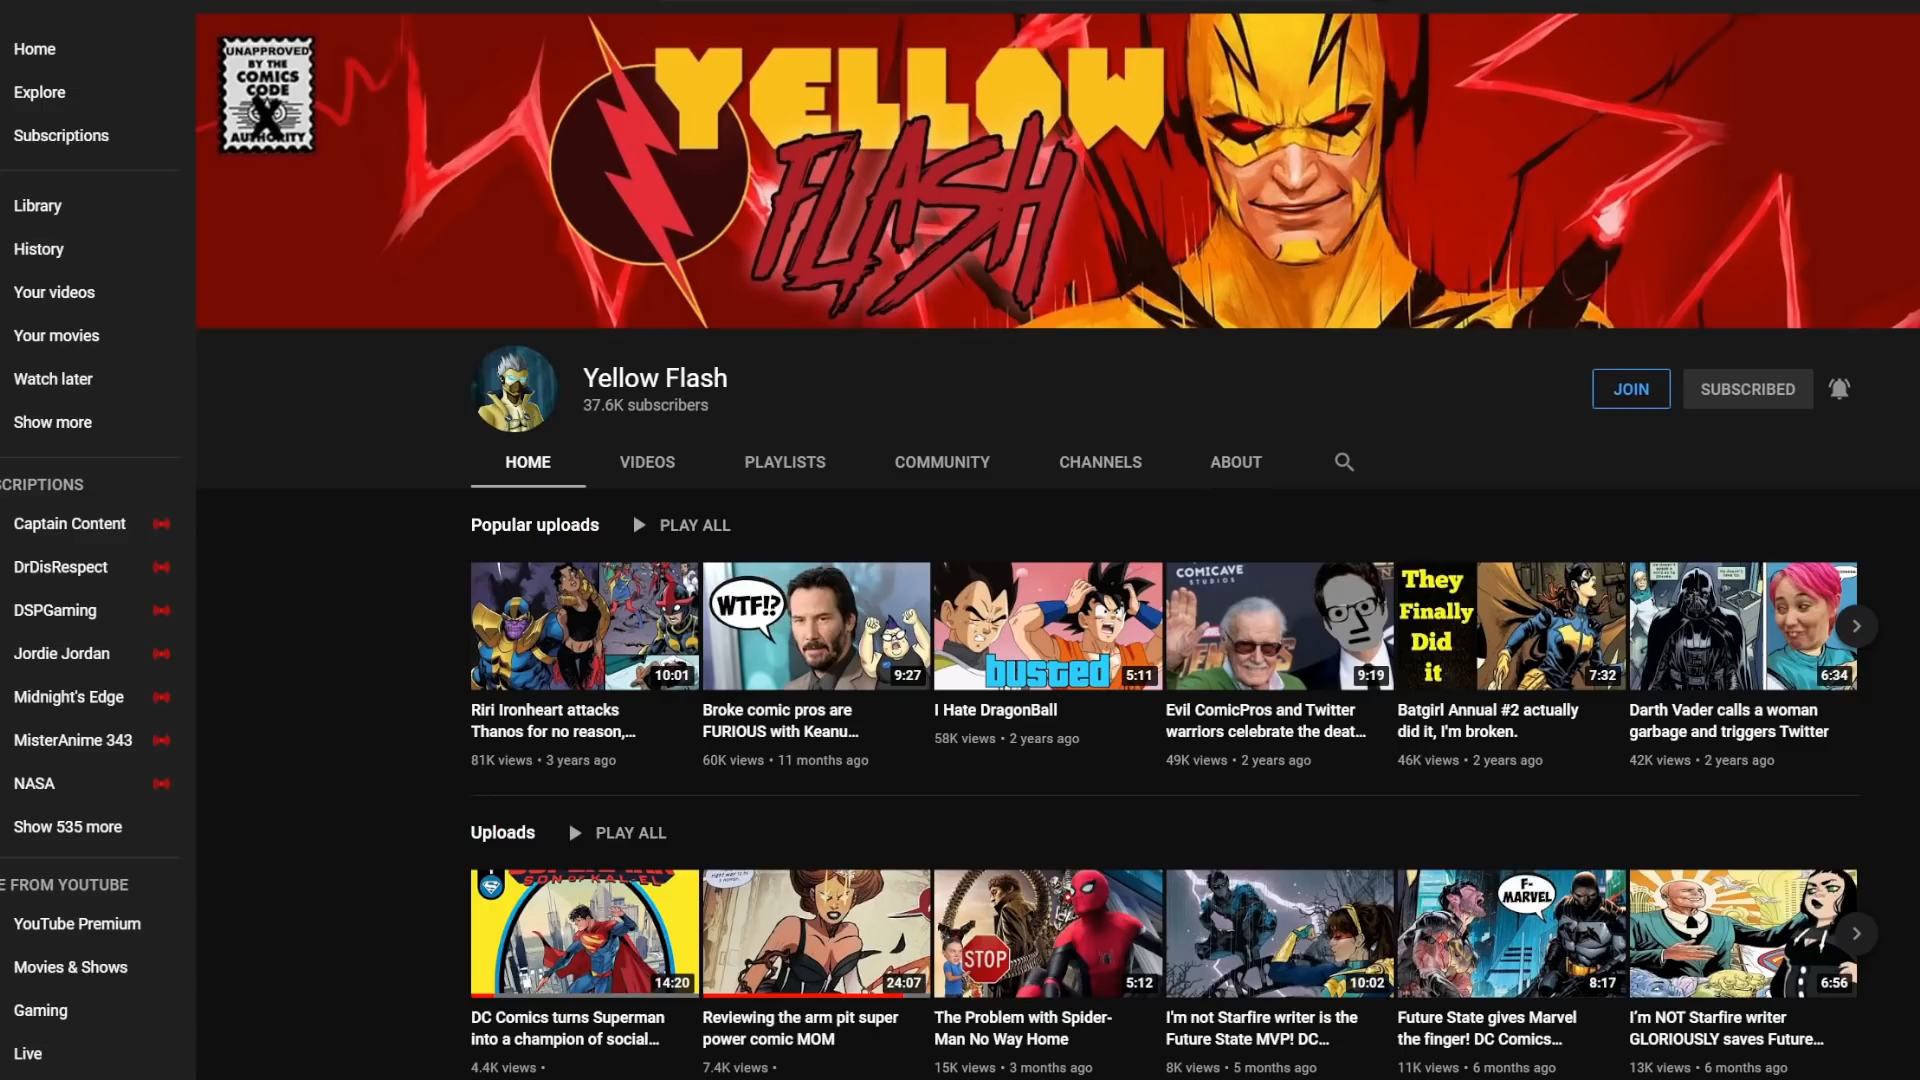 Home
Explore
Subscriptions
Library
History
Your videos
Your movies
Watch later
Show more
SCRIPTIONS
Captain Content
DrDisRespect
DSPGaming
Jordie Jordan
Midnight's Edge
MisterAnime 343
NASA
Show 535 more
E FROM YOUTUBE
YouTube Premium
Movies & Shows
Gaming
Live
UNAPPROVED
BY THE
COMICS
CODE
AUTHORITY
YELLOW
FLASH
Yellow Flash
37.6K subscribers
JOIN
SUBSCRIBED
HOME VIDEOS PLAYLISTS COMMUNITY CHANNELS ABOUT
Popular uploads PLAY ALL
10:01
Riri Ironheart attacks
Thanos for no reason,...
81K views • 3 years ago
WTF!?
9:27
Broke comic pros are
FURIOUS with Keanu...
60K views • 11 months ago
busted
5:11
I Hate DragonBall
58K views • 2 years ago
COMICAVE
STUDIOS
9:19
Evil ComicPros and Twitter
warriors celebrate the deat...
49K views • 2 years ago
They
Finally
Did
it
7:32
Batgirl Annual #2 actually
did it, I'm broken.
46K views • 2 years ago
6:34
Darth Vader calls a woman
garbage and triggers Twitter
42K views • 2 years ago
Uploads PLAY ALL
SON OF KAL-EL
14:20
DC Comics turns Superman
into a champion of social...
4.4K views •
24:07
Reviewing the arm pit super
power comic MOM
7.4K views •
STOP
5:12
The Problem with Spider-
Man No Way Home
15K views • 3 months ago
10:02
I'm not Starfire writer is the
Future State MVP! DC...
8K views • 5 months ago
F-
MARVEL
8:17
Future State gives Marvel
the finger! DC Comics...
11K views • 6 months ago
6:56
I'm NOT Starfire writer
GLORIOUSLY saves Future...
13K views • 6 months ago